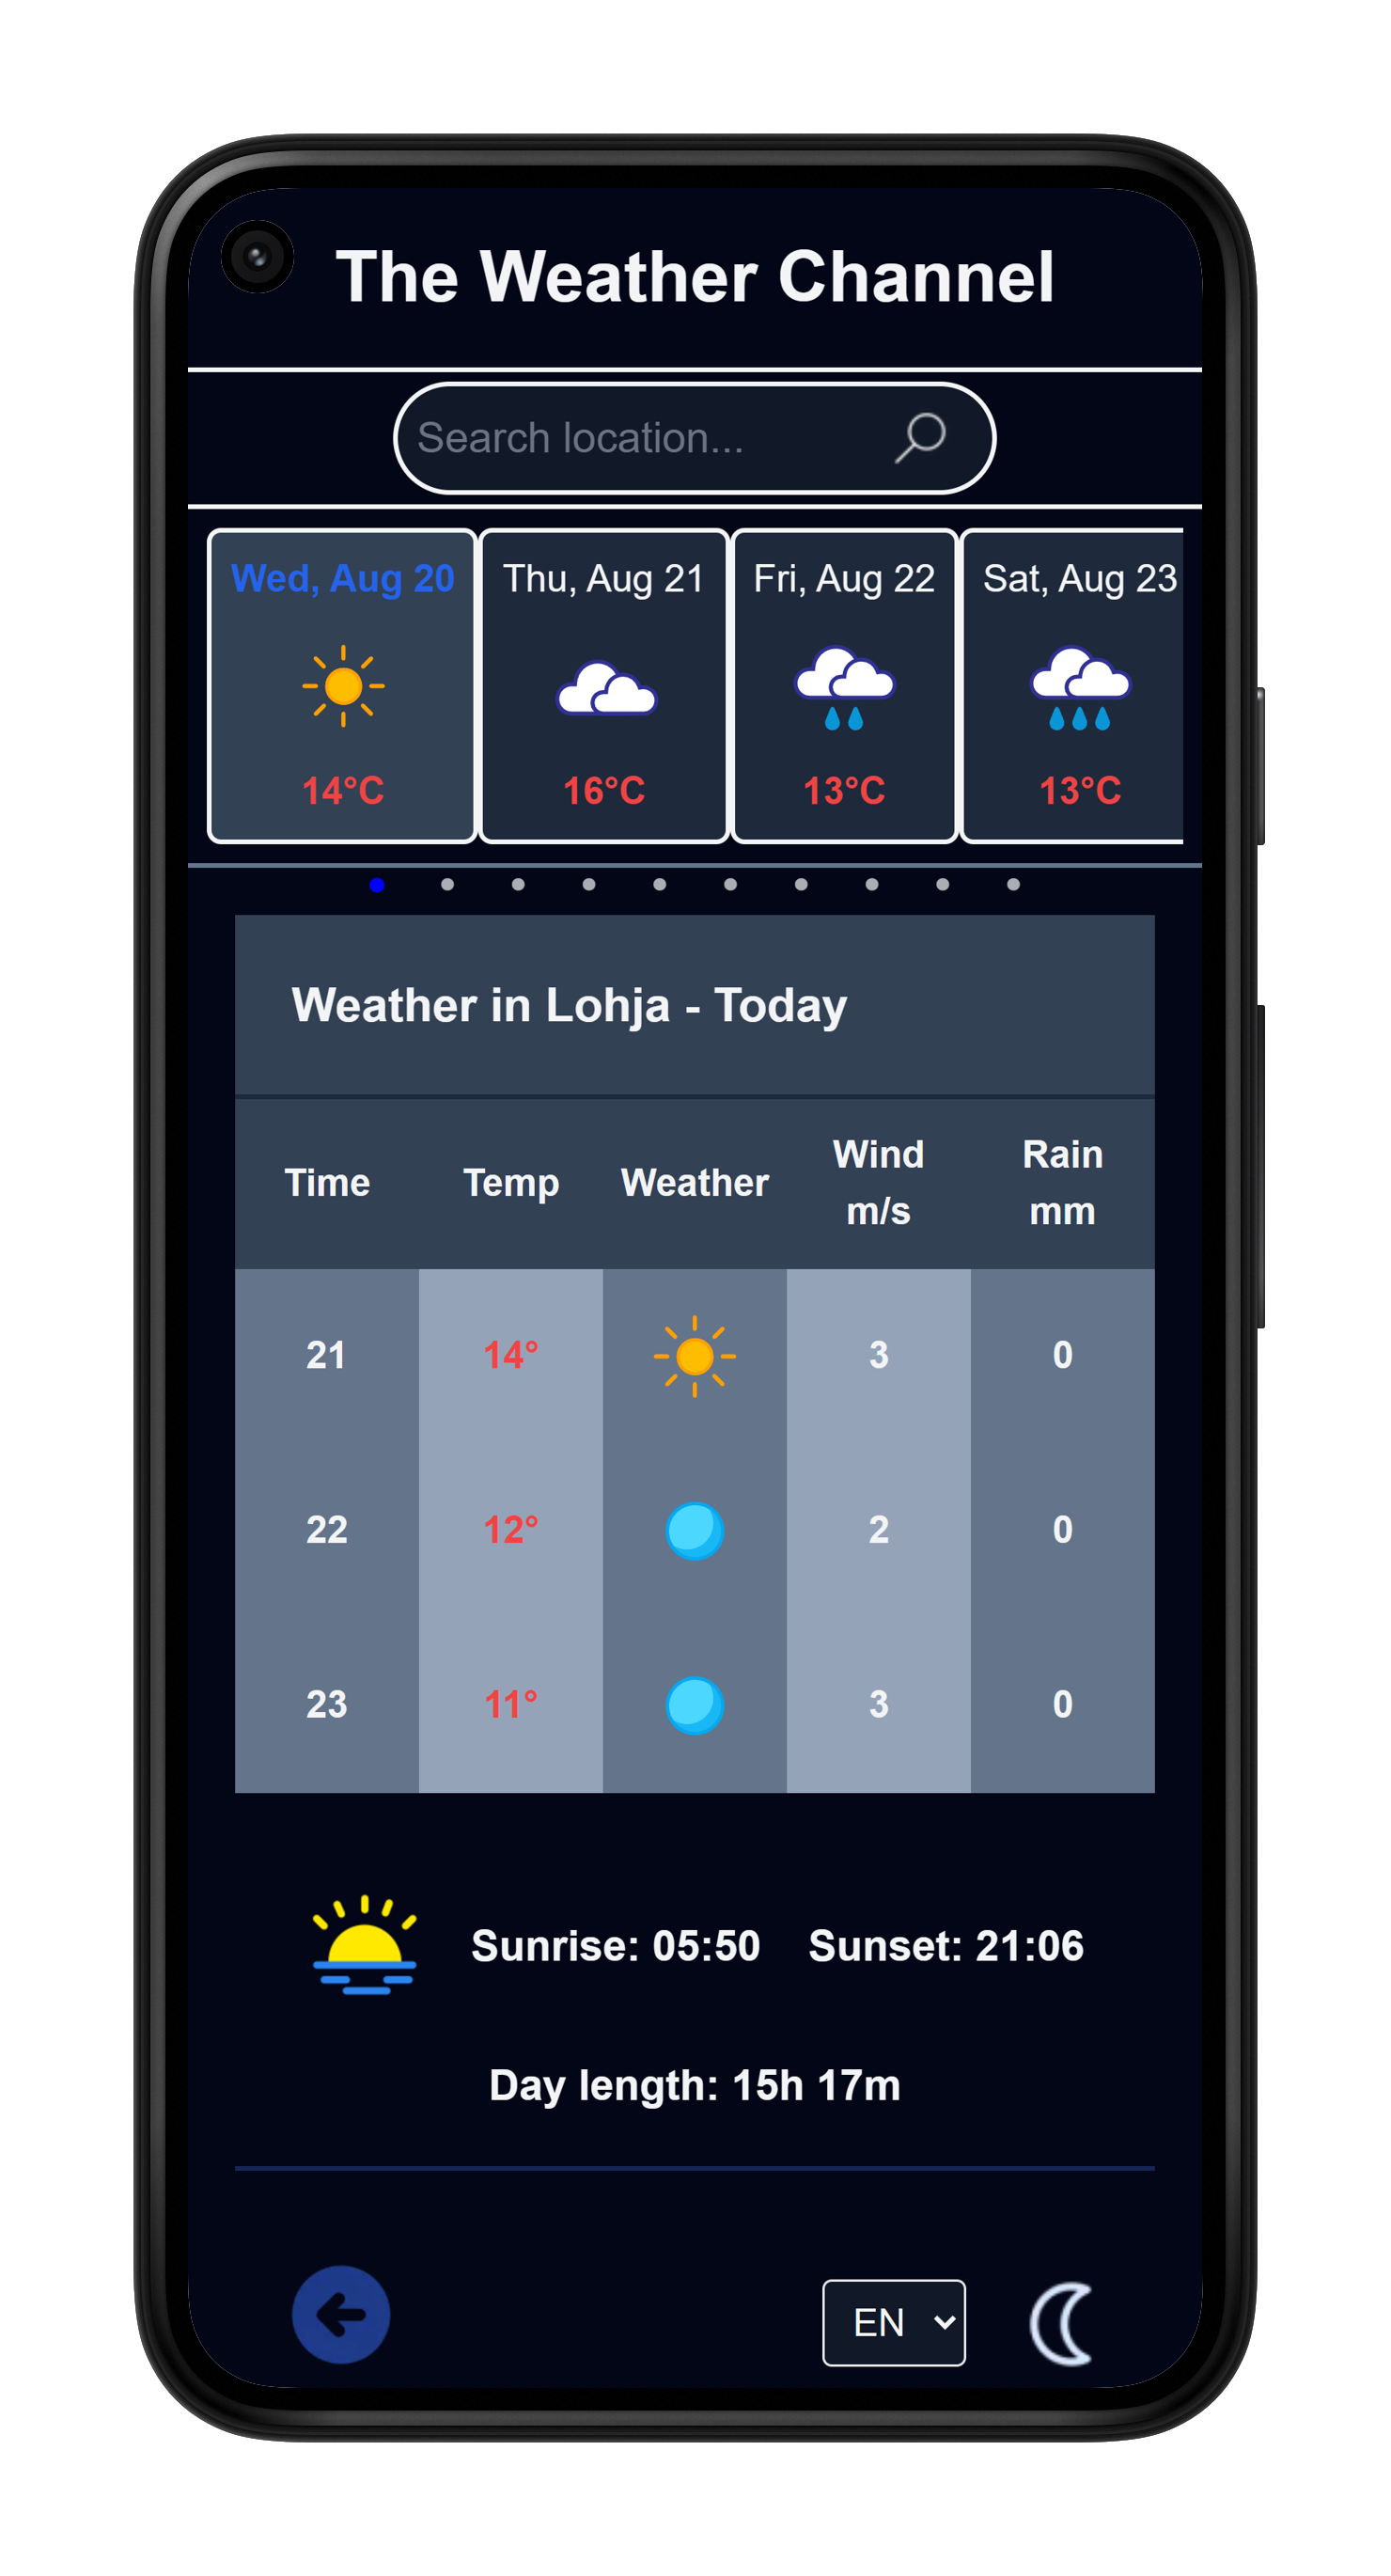 The Weather Channel
Search location...
Wed, Aug 20 Thu, Aug 21 Fri, Aug 22 Sat, Aug 23
14°C 16°C 13°C 13°C
Weather in Lohja - Today
Time Temp Weather Wind m/s Rain mm
21 14° 3 0
22 12° 2 0
23 11° 3 0
Sunrise: 05:50 Sunset: 21:06
Day length: 15h 17m
EN